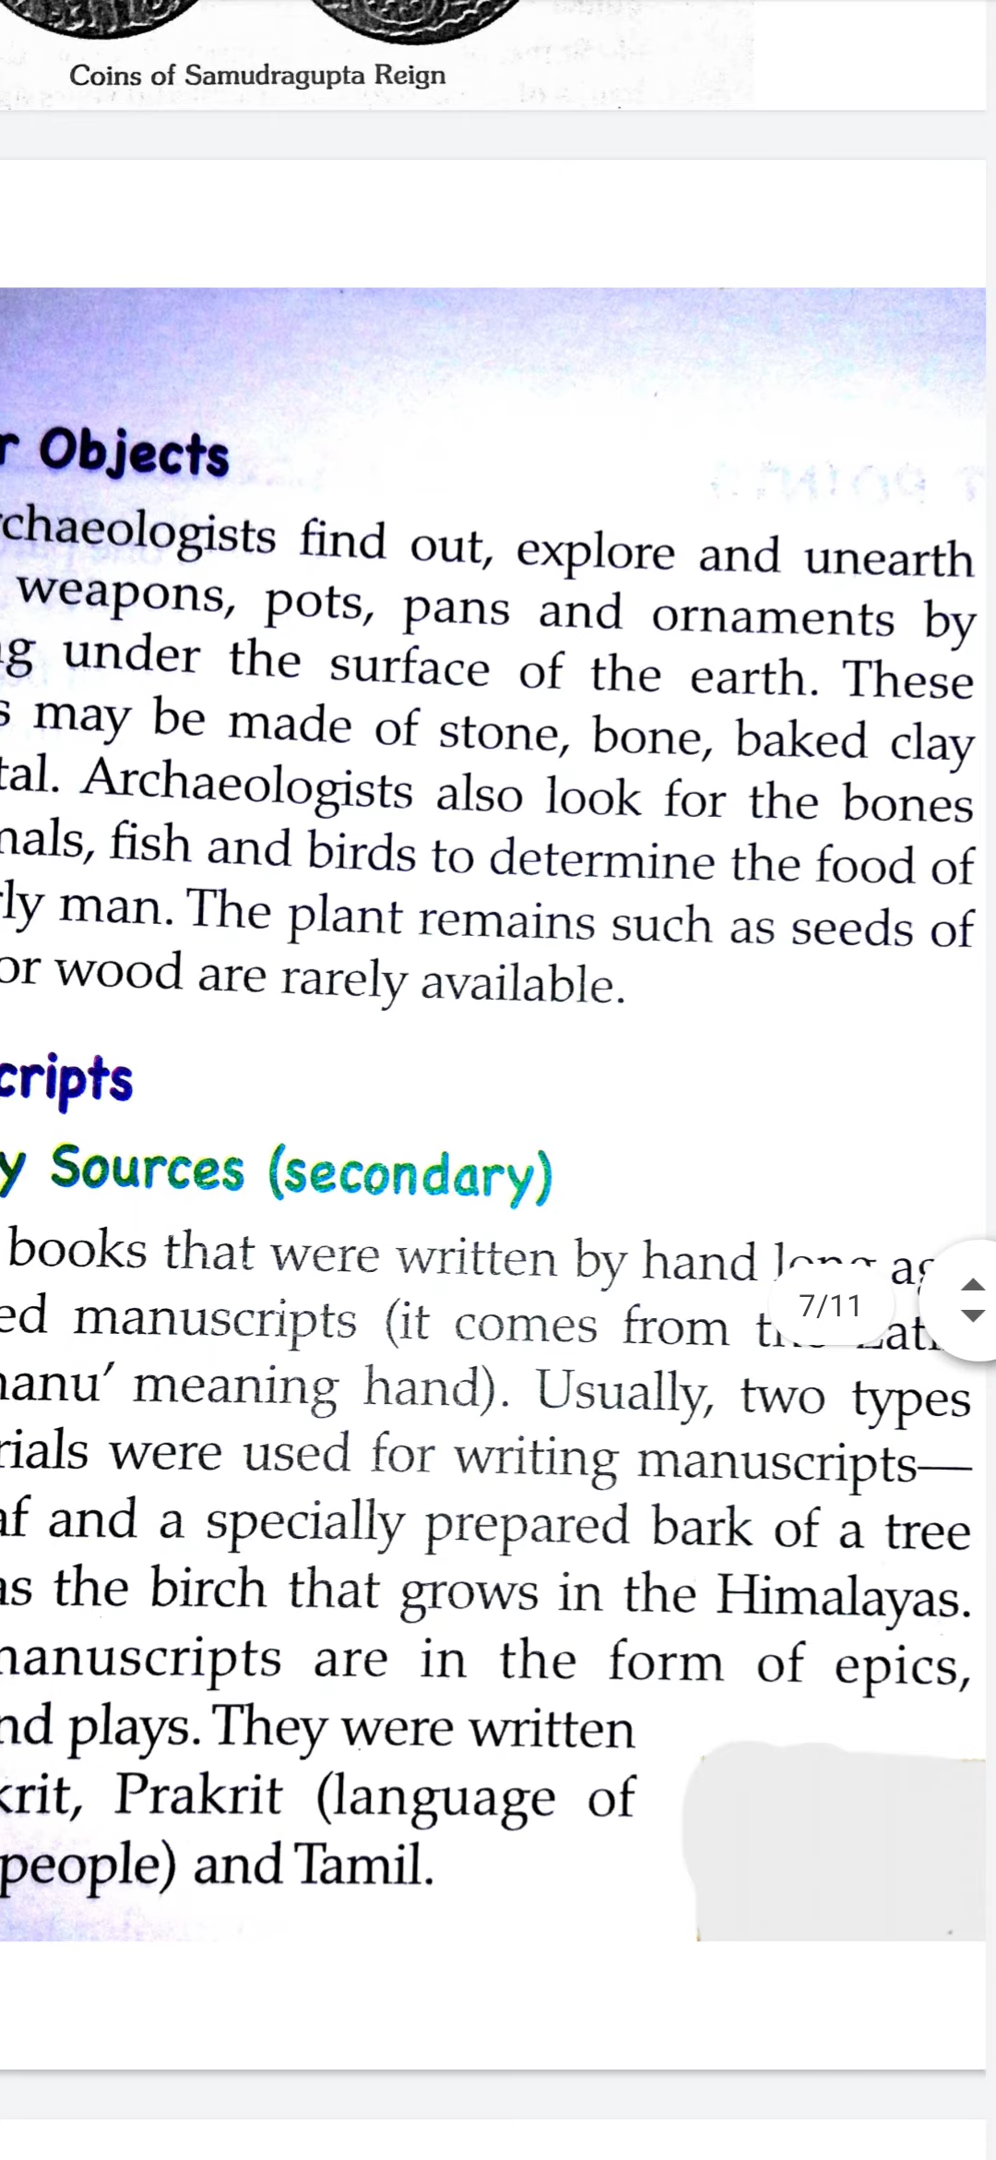 Coins of Samudragupta Reign
r Objects
chaeologists find out, explore and unearth
weapons, pots, pans and ornaments by
g under the surface of the earth. These
s may be made of stone, bone, baked clay
tal. Archaeologists also look for the bones
nals, fish and birds to determine the food of
ly man. The plant remains such as seeds of
or wood are rarely available.
cripts
y Sources (secondary)
books that were written by hand
ed manuscripts (it comes from
7/11
anu' meaning hand). Usually, two types
rials were used for writing manuscripts—
af and a specially prepared bark of a tree
as the birch that grows in the Himalayas.
nanuscripts are in the form of epics,
nd plays. They were written
krit, Prakrit (language of
people) and Tamil.